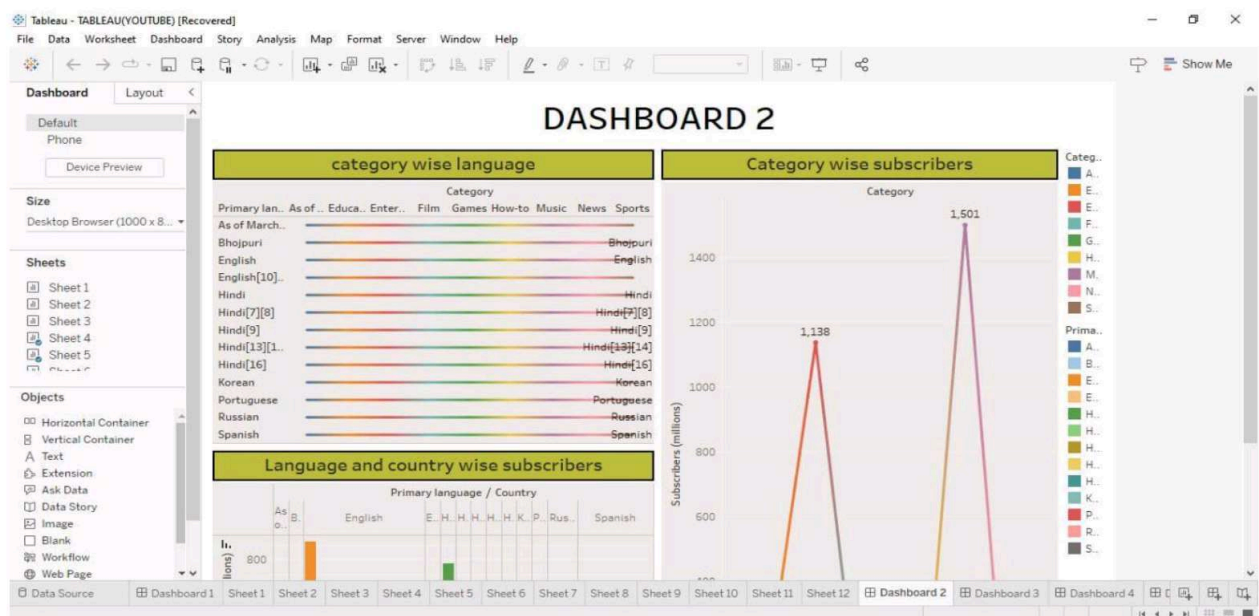 Tableau - TABLEAU(YOUTUBE) [Recovered]
File Data Worksheet Dashboard Story Analysis Map Format Server Window Help
Show Me
Dashboard Layout
Default
Phone
Device Preview
Size
Desktop Browser (1000 x 8...
Sheets
Sheet 1
Sheet 2
Sheet 3
Sheet 4
Sheet 5
Objects
Horizontal Container
Vertical Container
Text
Extension
Ask Data
Data Story
Image
Blank
Workflow
Web Page
DASHBOARD 2
category wise language
Category
Primary lan.. As of .. Educa.. Enter.. Film Games How-to Music News Sports
As of March..
Bhojpuri Bhojpuri
English English
English[10]..
Hindi Hindi
Hindi[7][8] Hindi[7][8]
Hindi[9] Hindi[9]
Hindi[13][1.. Hindi[13][14]
Hindi[16] Hindi[16]
Korean Korean
Portuguese Portuguese
Russian Russian
Spanish Spanish
Language and country wise subscribers
Primary language / Country
As o.. B.. English E.. H.. H.. H.. H.. H.. K.. P.. Rus.. Spanish
800
Category wise subscribers
Category
1,501
1400
1200
1,138
1000
800
600
Subscribers (millions)
Categ..
A..
E..
E..
F..
G..
H..
M..
N..
S..
Prima..
A..
B..
E..
E..
H..
H..
H..
H..
H..
K..
P..
R..
S..
Data Source Dashboard 1 Sheet 1 Sheet 2 Sheet 3 Sheet 4 Sheet 5 Sheet 6 Sheet 7 Sheet 8 Sheet 9 Sheet 10 Sheet 11 Sheet 12 Dashboard 2 Dashboard 3 Dashboard 4